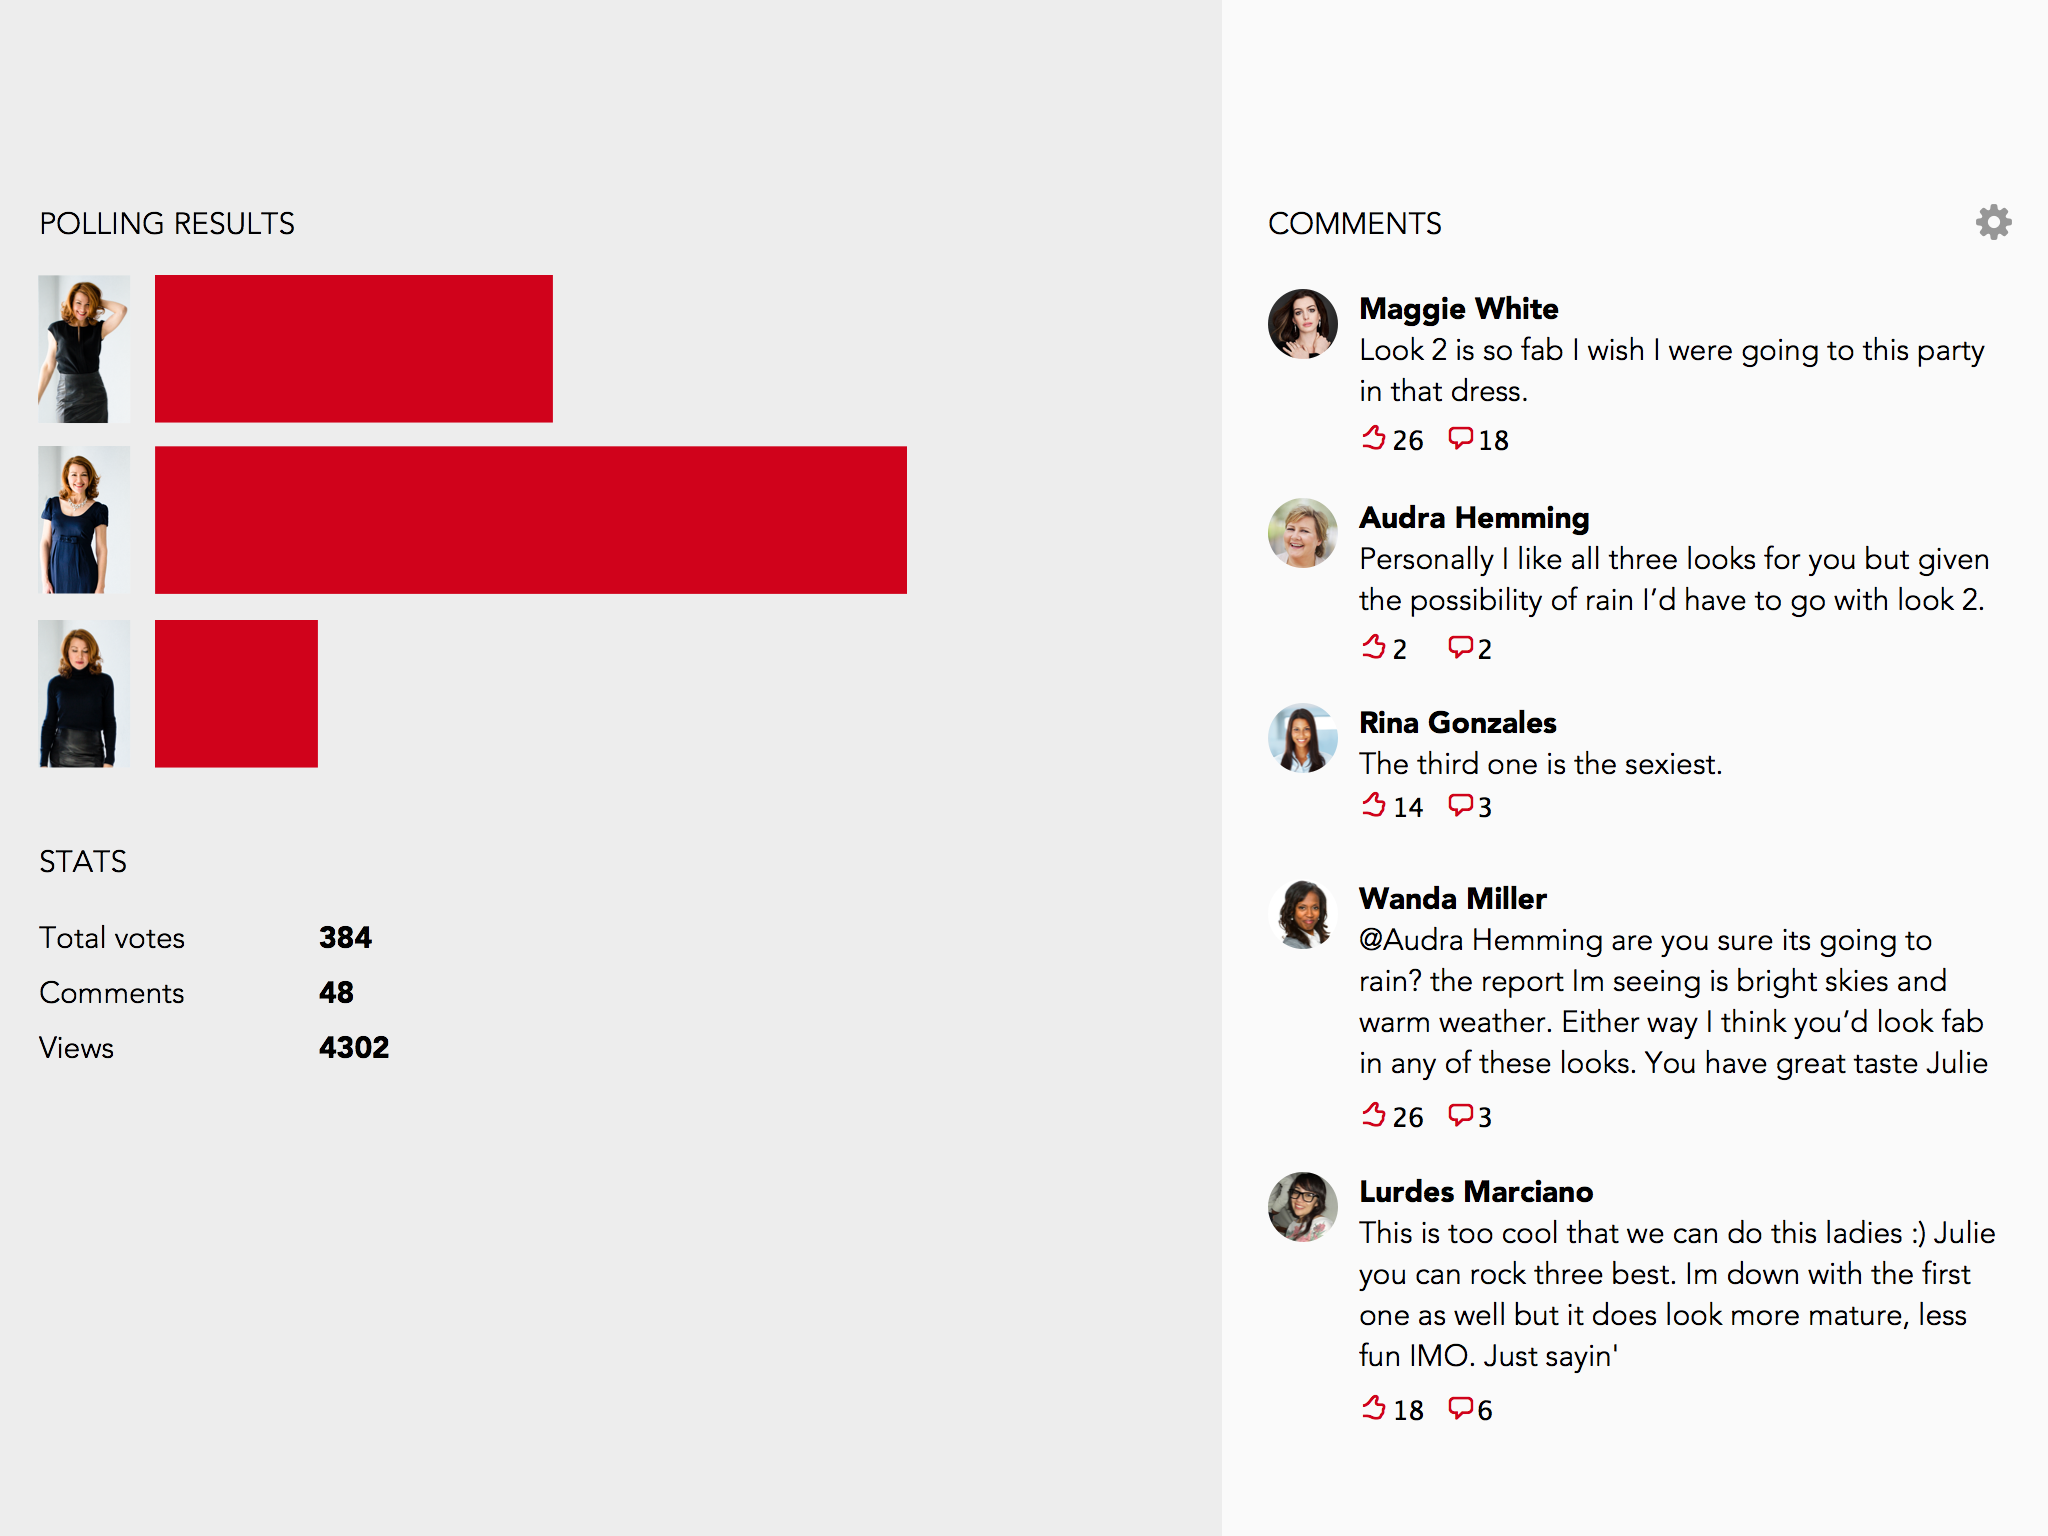 POLLING RESULTS
STATS
Total votes 384
Comments 48
Views 4302
COMMENTS
Maggie White
Look 2 is so fab I wish I were going to this party
in that dress.
26 18
Audra Hemming
Personally I like all three looks for you but given
the possibility of rain I’d have to go with look 2.
2 2
Rina Gonzales
The third one is the sexiest.
14 3
Wanda Miller
@Audra Hemming are you sure its going to
rain? the report Im seeing is bright skies and
warm weather. Either way I think you’d look fab
in any of these looks. You have great taste Julie
26 3
Lurdes Marciano
This is too cool that we can do this ladies :) Julie
you can rock three best. Im down with the first
one as well but it does look more mature, less
fun IMO. Just sayin'
18 6